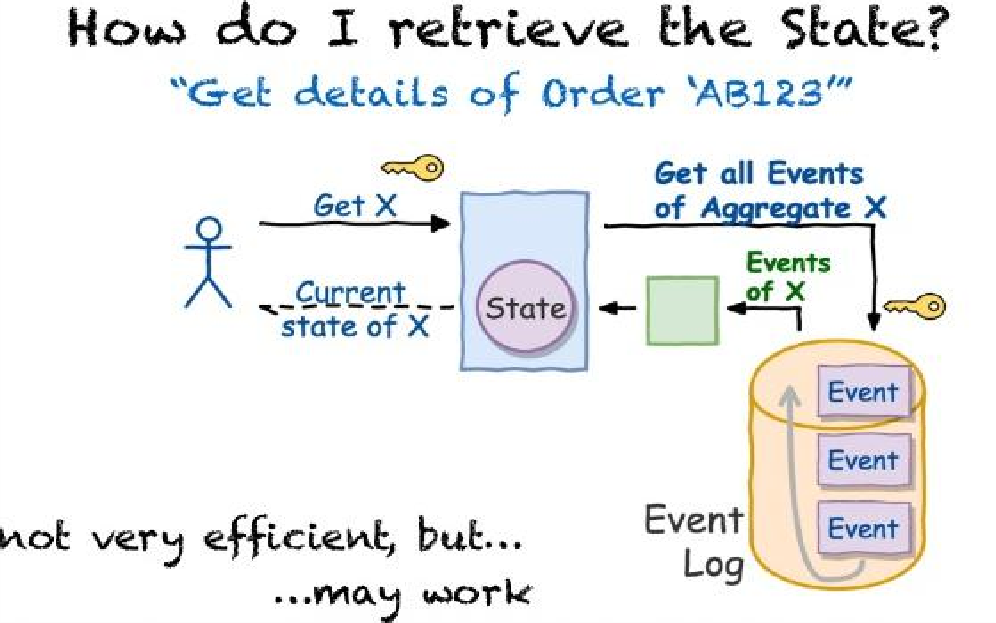 How do I retrieve the State?
"Get details of Order 'AB123'"
Get X
Get all Events
of Aggregate X
Events
of X
Current
state of X
State
Event
Event
Event
Event
Log
not very efficient, but...
...may work